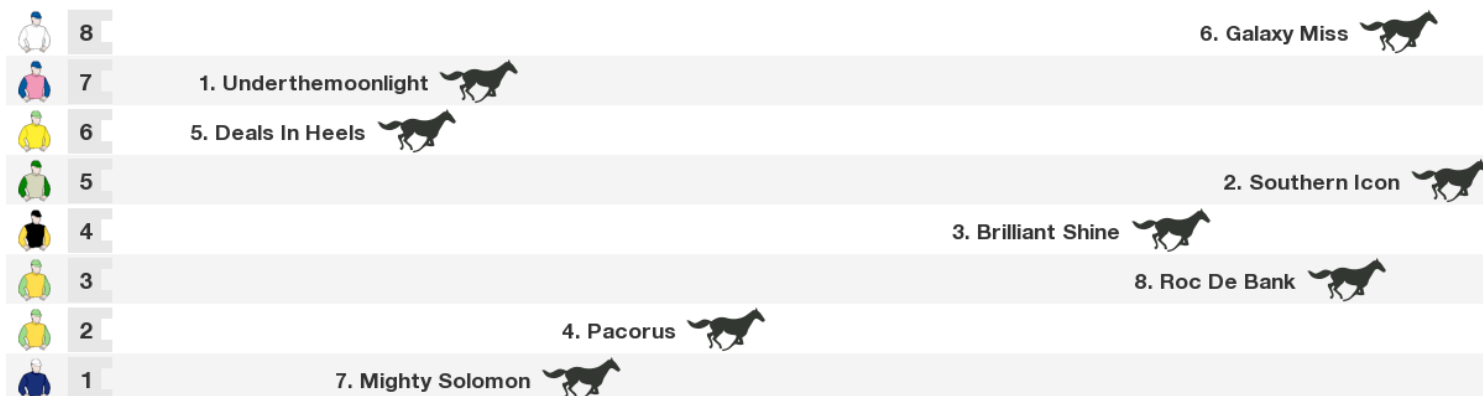 8 6. Galaxy Miss
7 1. Underthemoonlight
6 5. Deals In Heels
5 2. Southern Icon
4 3. Brilliant Shine
3 8. Roc De Bank
2 4. Pacorus
1 7. Mighty Solomon